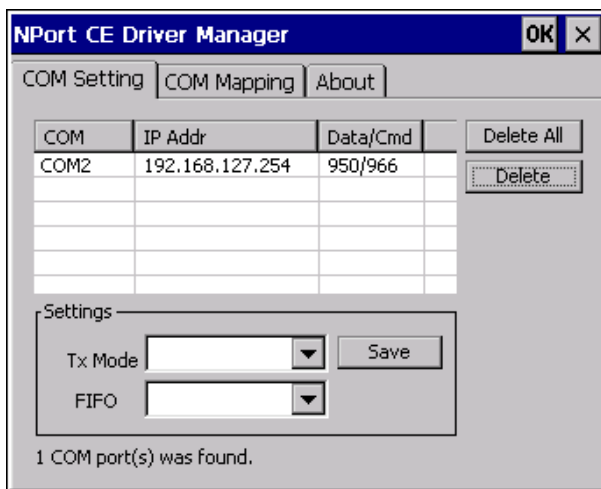 NPort CE Driver Manager OK ×
COM Setting COM Mapping About
COM IP Addr Data/Cmd Delete All
COM2 192.168.127.254 950/966 Delete
Settings
Tx Mode Save
FIFO
1 COM port(s) was found.